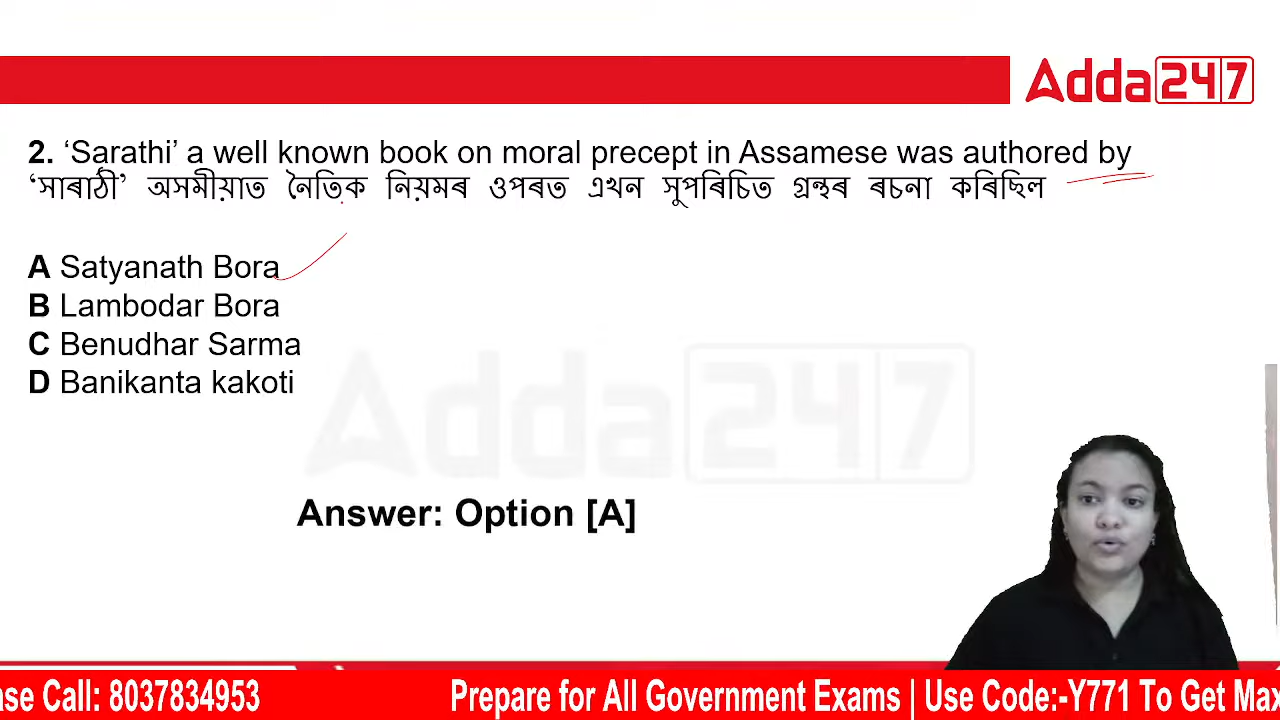 Adda247
2. ‘Sarathi’ a well known book on moral precept in Assamese was authored by
‘সাৰাঠী’ অসমীয়াত নৈতিক নিয়মৰ ওপৰত এখন সুপৰিচিত গ্ৰন্থৰ ৰচনা কৰিছিল
A Satyanath Bora
B Lambodar Bora
C Benudhar Sarma
D Banikanta kakoti
Adda247
Answer: Option [A]
ase Call: 8037834953 Prepare for All Government Exams | Use Code:-Y771 To Get Max